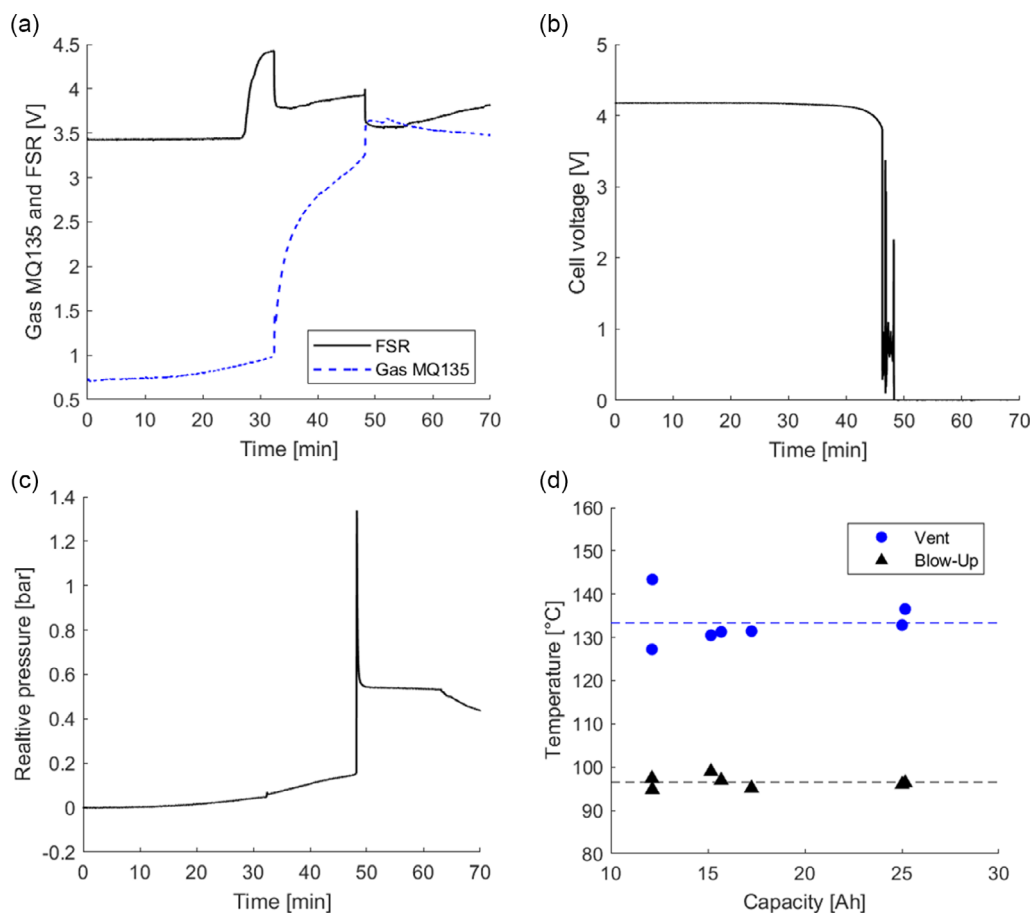 (a)
4.5
4
3.5
3
2.5
2
1.5
1
0.5
Gas MQ135 and FSR [V]
FSR
Gas MQ135
0 10 20 30 40 50 60 70
Time [min]
(b)
5
4
3
2
1
0
Cell voltage [V]
0 10 20 30 40 50 60 70
Time [min]
(c)
1.4
1.2
1
0.8
0.6
0.4
0.2
0
-0.2
Realtive pressure [bar]
0 10 20 30 40 50 60 70
Time [min]
(d)
160
150
140
130
120
110
100
90
80
Temperature [°C]
Vent
Blow-Up
10 15 20 25 30
Capacity [Ah]